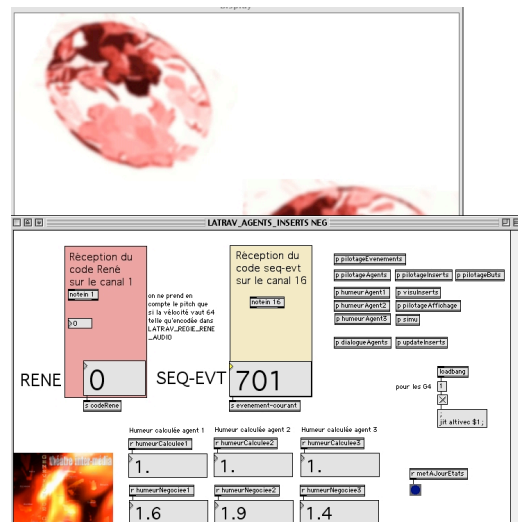 Display
LATRAV_AGENTS_INSERTS NEG
Réception du
code René
sur le canal 1
notein 1
0
RENE
0
s codeRene
on ne prend en
compte le pitch que
si la vélocité vaut 64
telle qu'encodée dans
LATRAV_REGIE_RENE
_AUDIO
Réception du
code seq-evt
sur le canal 16
notein 16
SEQ-EVT
701
s evenement-courant
p pilotageEvenements
p pilotageAgents
p pilotageInserts
p pilotageButs
p humeurAgent1
p visuInserts
p humeurAgent2
p pilotageAffichage
p humeurAgent3
p simu
p dialogueAgents
p updateInserts
loadbang
pour les G4
1
;
jit altivec $1;
Humeur calculée agent 1
Humeur calculée agent 2
Humeur calculée agent 3
r humeurCalculee1
r humeurCalculee2
r humeurCalculee3
1.
1.
1.
r metAJourEtats
r humeurNegociee1
r humeurNegociee2
r humeurNegociee3
1.6
1.9
1.4